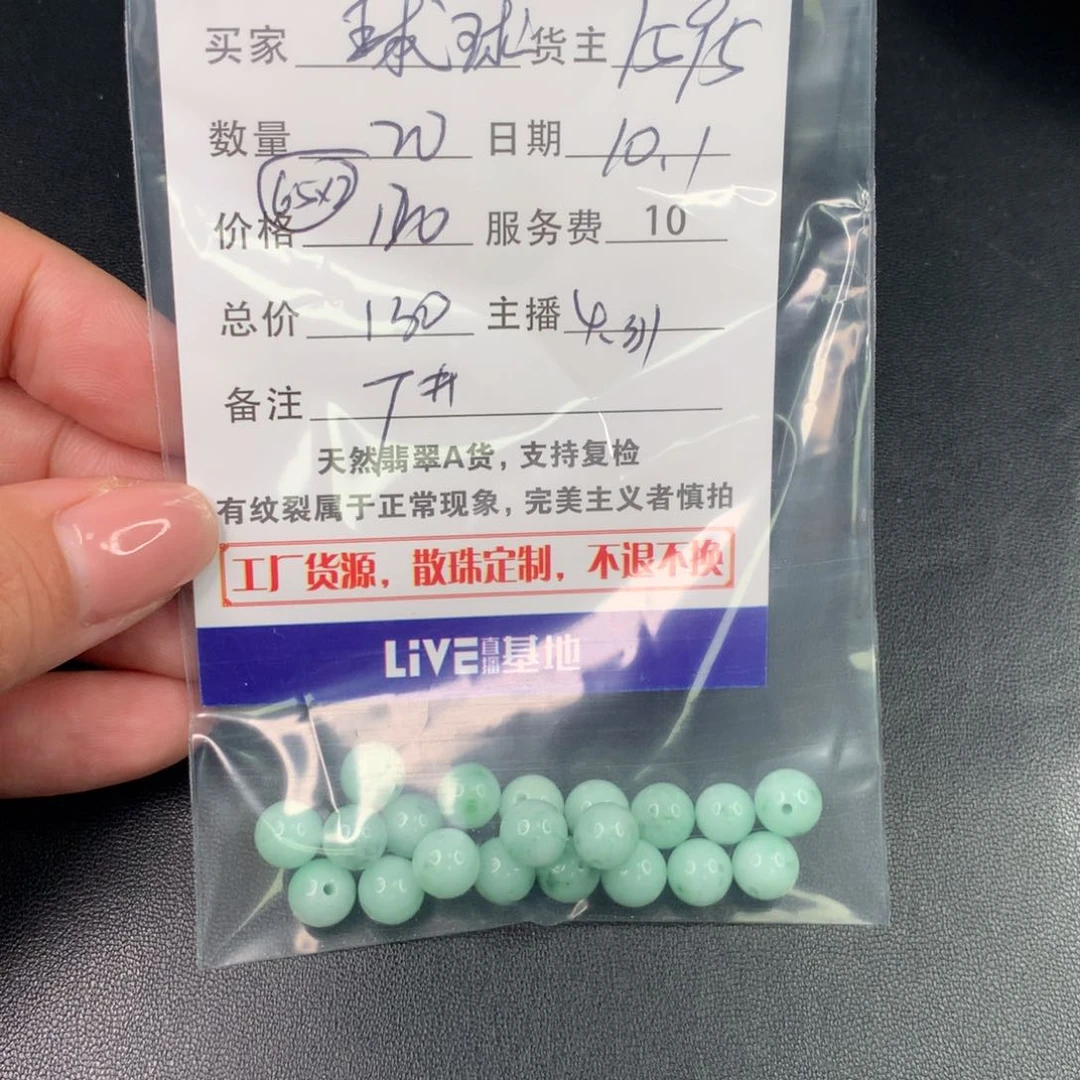 买家 球球 货主
数量 20 日期 10.1
65x2
价格 服务费 10
总价 130 主播
备注
天然翡翠A货，支持复检
有纹裂属于正常现象，完美主义者慎拍
工厂货源，散珠定制，不退不换
LiVE直播基地